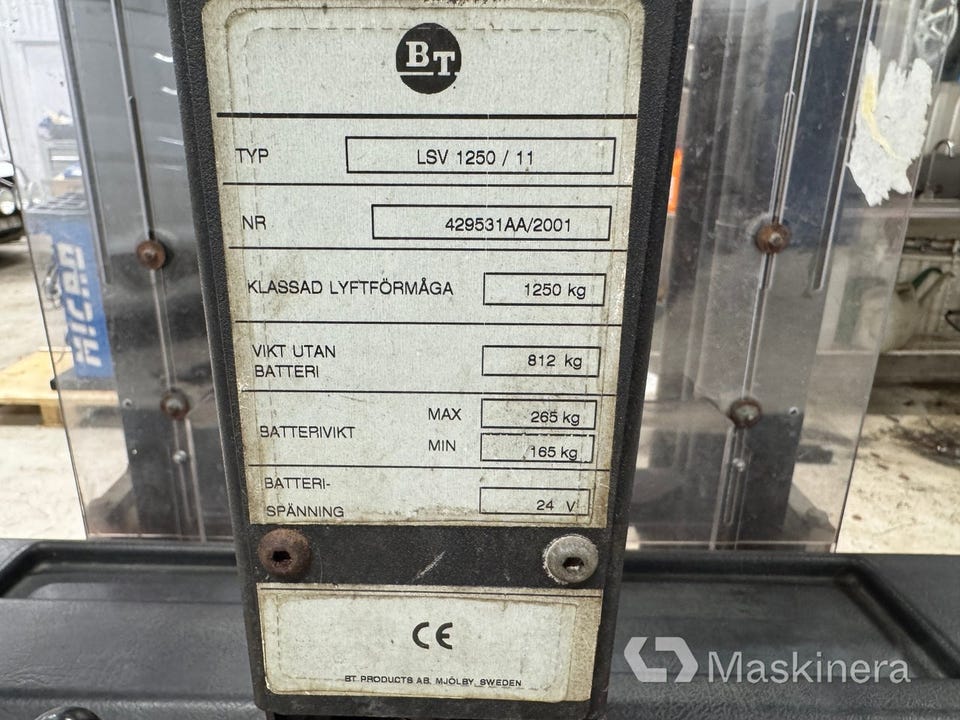 BT
TYP LSV 1250 / 11
NR 429531AA/2001
KLASSAD LYFTFÖRMÅGA 1250 kg
VIKT UTAN
BATTERI 812 kg
BATTERIVIKT MAX 265 kg
MIN 165 kg
BATTERI-
SPÄNNING 24 V
CE
BT PRODUCTS AB, MJÖLBY, SWEDEN
MICRO
Maskinera